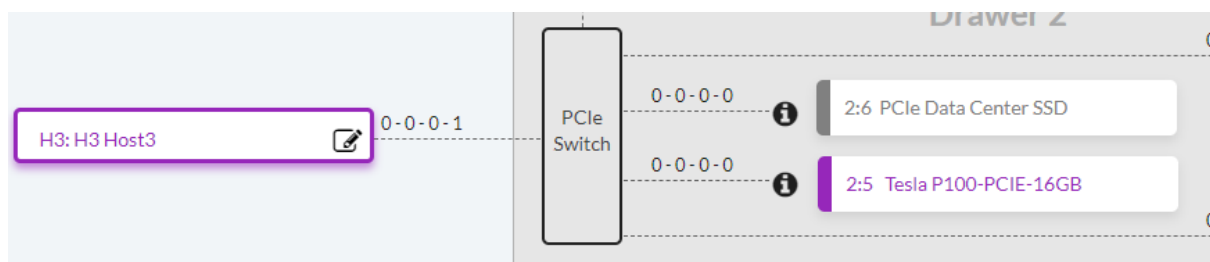 Drawer 2
0-0-0-0
2:6 PCIe Data Center SSD
H3: H3 Host3
0-0-0-1
PCIe
Switch
0-0-0-0
2:5 Tesla P100-PCIE-16GB